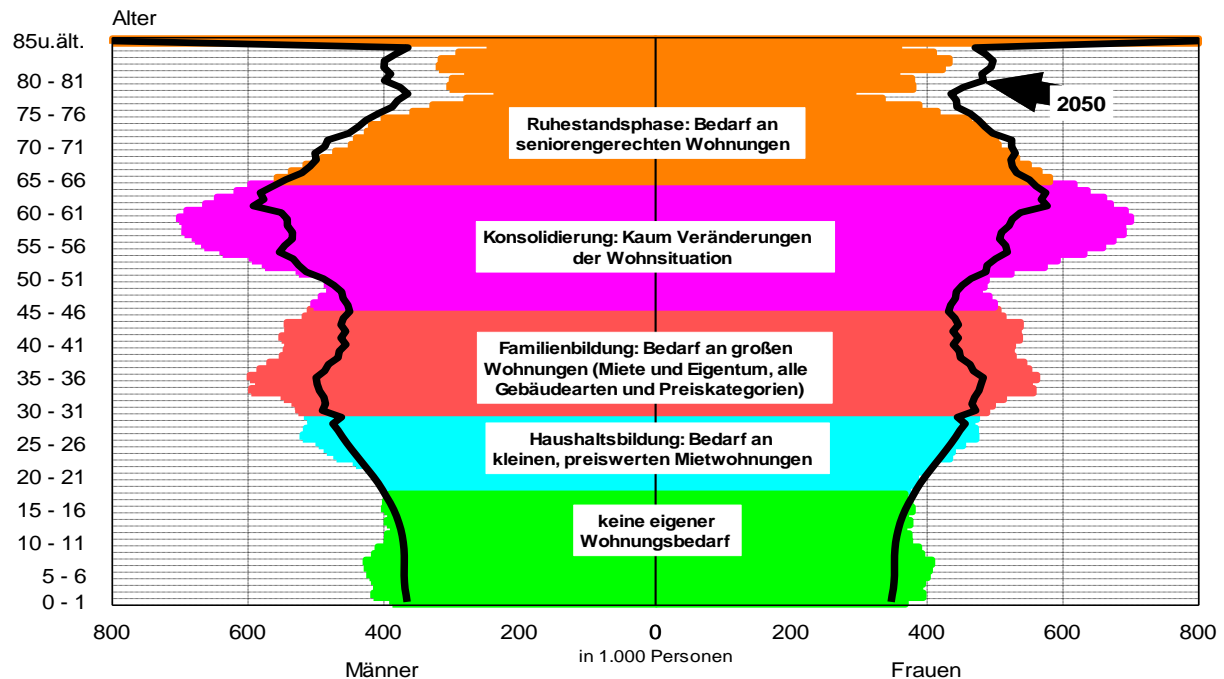 Alter
85u.ält.
80 - 81
75 - 76
70 - 71
65 - 66
60 - 61
55 - 56
50 - 51
45 - 46
40 - 41
35 - 36
30 - 31
25 - 26
20 - 21
15 - 16
10 - 11
5 - 6
0 - 1
2050
Ruhestandsphase: Bedarf an
seniorengerechten Wohnungen
Konsolidierung: Kaum Veränderungen
der Wohnsituation
Familienbildung: Bedarf an großen
Wohnungen (Miete und Eigentum, alle
Gebäudearten und Preiskategorien)
Haushaltsbildung: Bedarf an
kleinen, preiswerten Mietwohnungen
keine eigener
Wohnungsbedarf
800 600 400 200 0 200 400 600 800
in 1.000 Personen
Männer Frauen